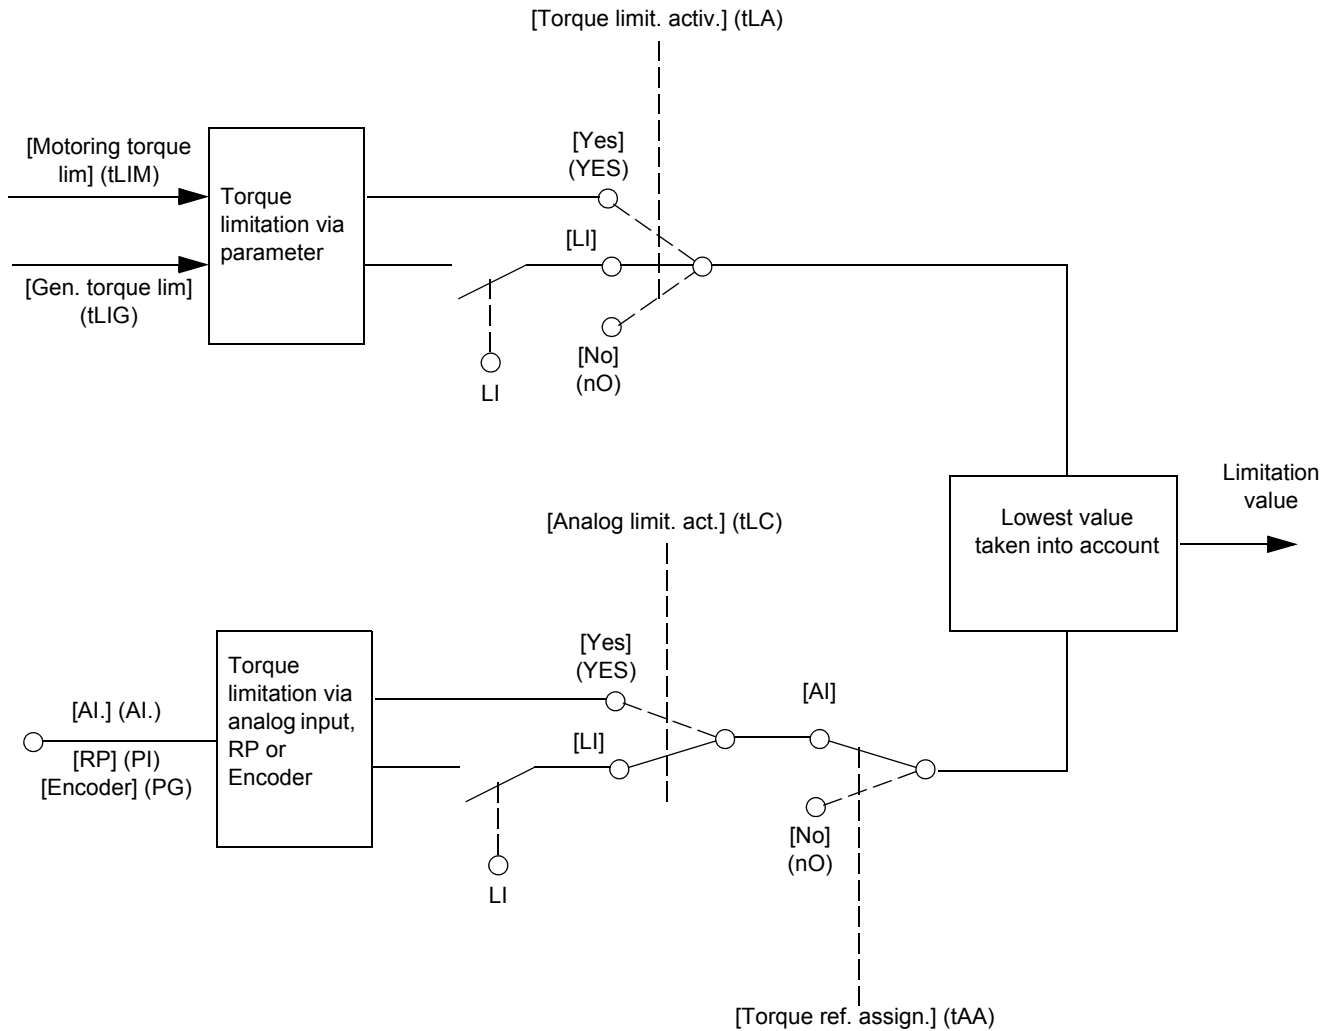 [Torque limit. activ.] (tLA)
[Motoring torque
lim] (tLIM)
[Gen. torque lim]
(tLIG)
Torque
limitation via
parameter
[Yes]
(YES)
[LI]
[No]
(nO)
LI
Lowest value
taken into account
Limitation
value
[Analog limit. act.] (tLC)
[AI.] (AI.)
[RP] (PI)
[Encoder] (PG)
Torque
limitation via
analog input,
RP or
Encoder
[Yes]
(YES)
[LI]
LI
[AI]
[No]
(nO)
[Torque ref. assign.] (tAA)